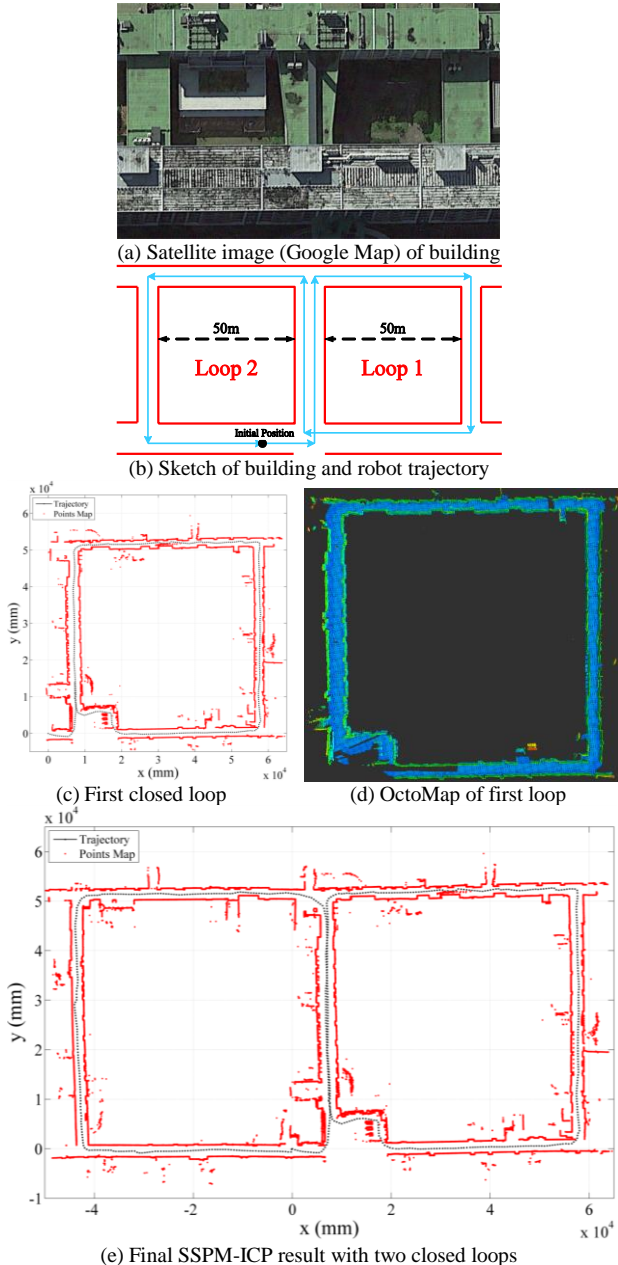 (a) Satellite image (Google Map) of building
50m
50m
Loop 2
Loop 1
Initial Position
(b) Sketch of building and robot trajectory
x 10^4
Trajectory
Points Map
6
5
4
3
2
1
0
y (mm)
0
1
2
3
4
5
6
x (mm)
x 10^4
(c) First closed loop
(d) OctoMap of first loop
x 10^4
Trajectory
Points Map
6
5
4
3
2
1
0
-1
y (mm)
-4
-2
0
2
4
6
x (mm)
x 10^4
(e) Final SSPM-ICP result with two closed loops